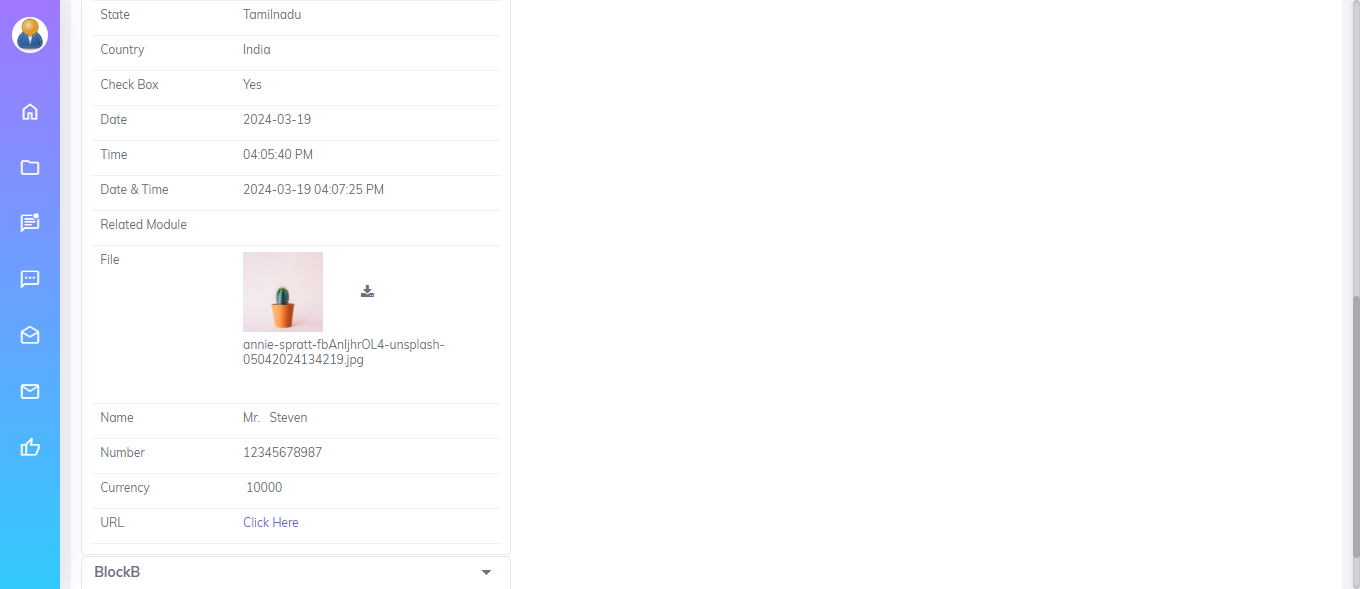 State Tamilnadu
Country India
Check Box Yes
Date 2024-03-19
Time 04:05:40 PM
Date & Time 2024-03-19 04:07:25 PM
Related Module
File
annie-spratt-fbAnIjhrOL4-unsplash-
05042024134219.jpg
Name Mr. Steven
Number 12345678987
Currency 10000
URL Click Here
BlockB